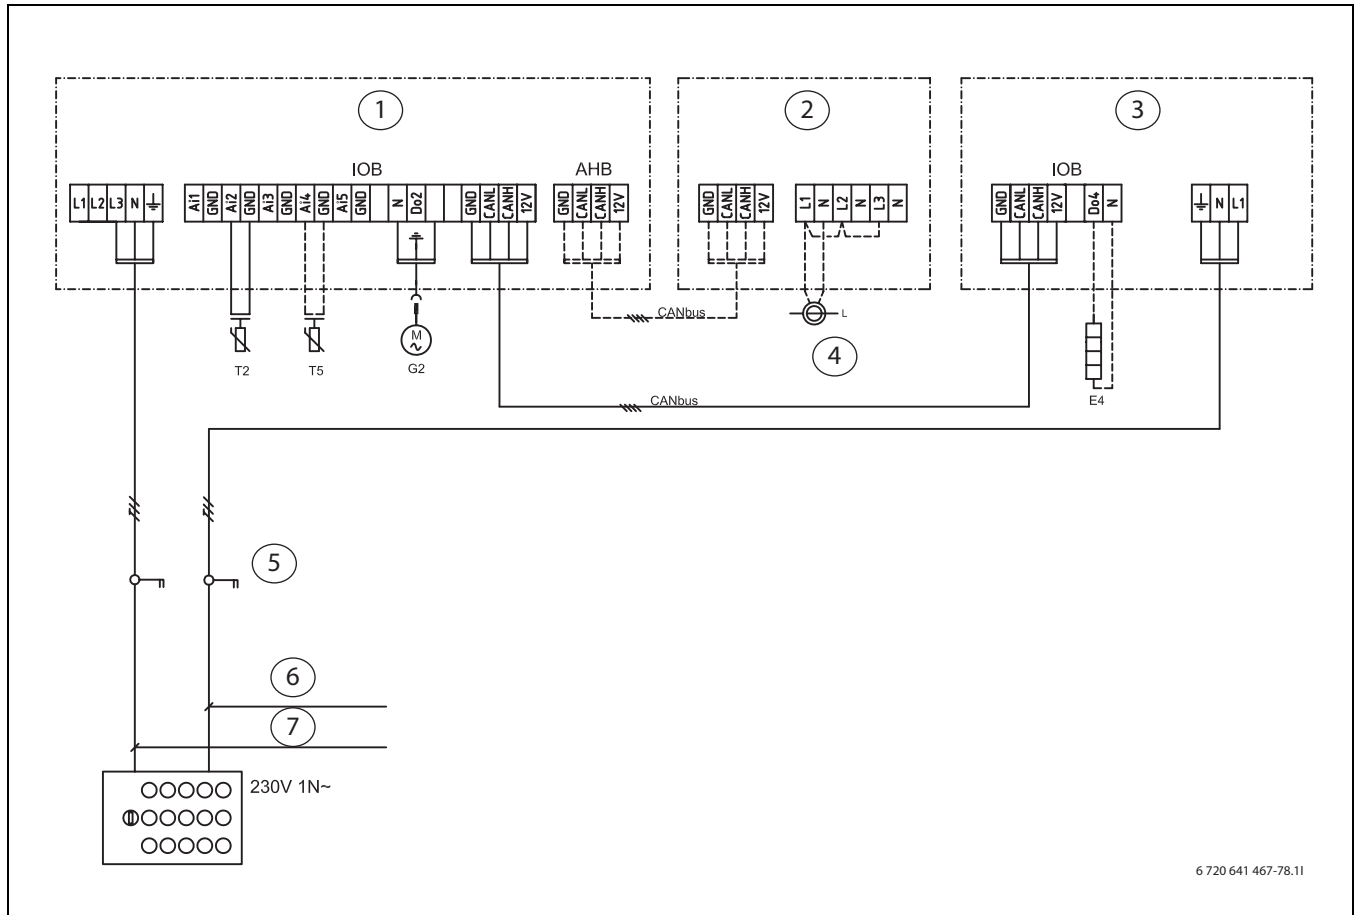 1
2
3
IOB
AHB
IOB
L1 L2 L3 N
Ai1 GND Ai2 GND Ai3 GND Ai4 GND Ai5 GND N Do2 GND CANL CANH 12V
GND CANL CANH 12V
GND CANL CANH 12V
L1 N L2 N L3 N
GND CANL CANH 12V Do4 N
N L1
CANbus
L
M
4
T2
T5
G2
CANbus
E4
5
6
7
230V 1N~
6 720 641 467-78.1I